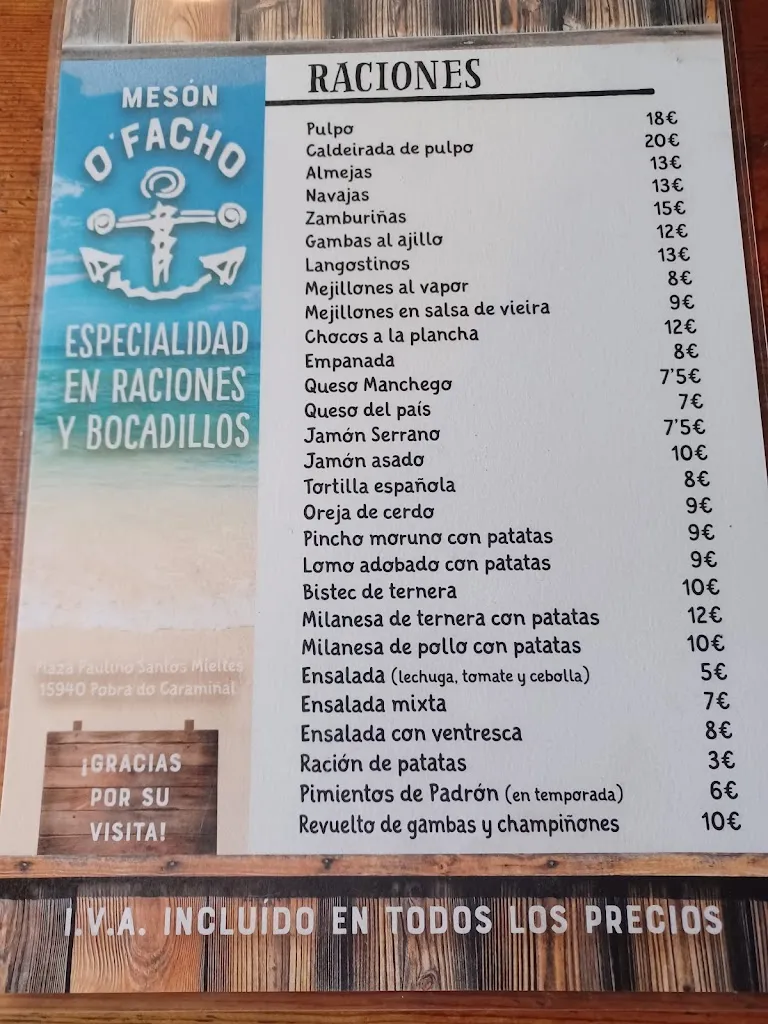 MESÓN
O'FACHO
ESPECIALIDAD
EN RACIONES
Y BOCADILLOS
Plaza Paulino Santos Mieites
15940 Pobra do Caramiñal
¡GRACIAS
POR SU
VISITA!
RACIONES
Pulpo 18€
Caldeirada de pulpo 20€
Almejas 13€
Navajas 13€
Zamburiñas 15€
Gambas al ajillo 12€
Langostinos 13€
Mejillones al vapor 8€
Mejillones en salsa de vieira 9€
Chocos a la plancha 12€
Empanada 8€
Queso Manchego 7'5€
Queso del país 7€
Jamón Serrano 7'5€
Jamón asado 10€
Tortilla española 8€
Oreja de cerdo 9€
Pincho moruno con patatas 9€
Lomo adobado con patatas 9€
Bistec de ternera 10€
Milanesa de ternera con patatas 12€
Milanesa de pollo con patatas 10€
Ensalada (lechuga, tomate y cebolla) 5€
Ensalada mixta 7€
Ensalada con ventresca 8€
Ración de patatas 3€
Pimientos de Padrón (en temporada) 6€
Revuelto de gambas y champiñones 10€
I.V.A. INCLUÍDO EN TODOS LOS PRECIOS